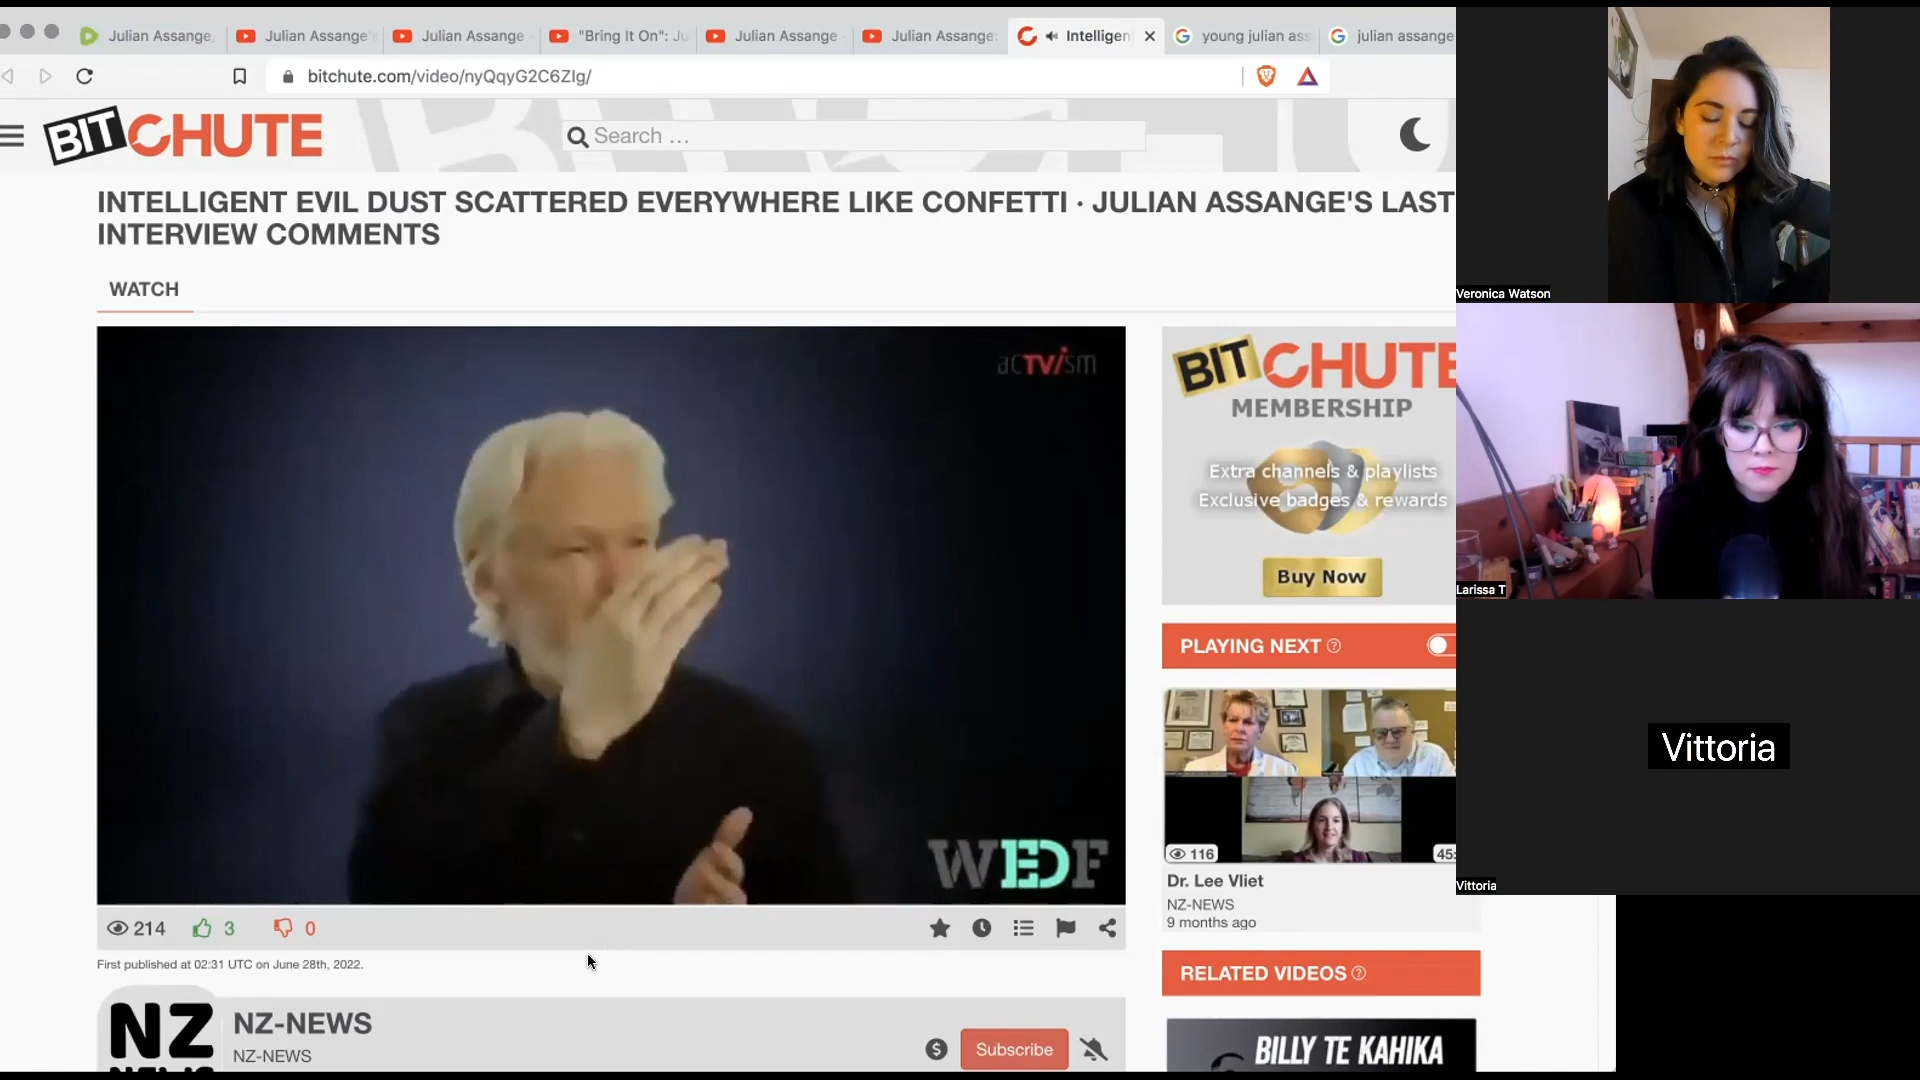 Julian Assange,
Julian Assange's
Julian Assange -
"Bring It On": Ju
Julian Assange -
Julian Assange:
Intelligen
young julian ass
julian assange
bitchute.com/video/nyQqyG2C6ZIg/
BITCHUTE
Search ...
INTELLIGENT EVIL DUST SCATTERED EVERYWHERE LIKE CONFETTI · JULIAN ASSANGE'S LAST
INTERVIEW COMMENTS
WATCH
acTVism
WEDF
214
3
0
First published at 02:31 UTC on June 28th, 2022.
NZ
NZ-NEWS
NZ-NEWS
Subscribe
BITCHUTE
MEMBERSHIP
Extra channels & playlists
Exclusive badges & rewards
Buy Now
PLAYING NEXT
116
45:
Dr. Lee Vliet
NZ-NEWS
9 months ago
RELATED VIDEOS
BILLY TE KAHIKA
Veronica Watson
Larissa T
Vittoria
Vittoria